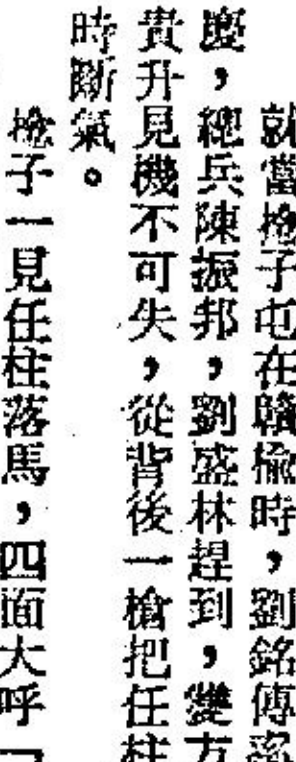 就當捻子屯在贛榆時，劉銘傳
慶，總兵陳振邦，劉盛林趕到，雙方
貴升見機不可失，從背後一槍把任柱
時斷氣。
捻子一見任柱落馬，四面大呼「